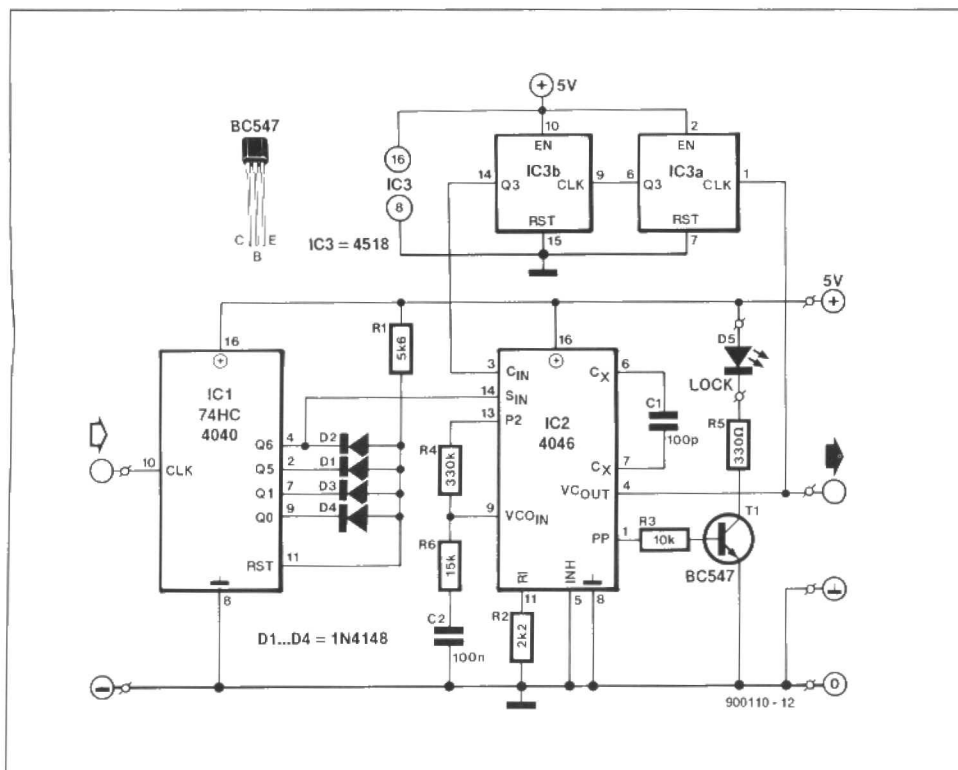 5V
BC547
10
2
EN
EN
16
IC3b
IC3a
14
Q3
CLK
9
6
Q3
CLK
1
IC3
8
RST
RST
C
E
B
IC3 = 4518
15
7
5V
R1
5k6
16
16
D5
LOCK
IC1
74HC
4040
3
CIN
CX
6
14
SIN
13
P2
IC2
4046
C1
100p
R5
330Ω
Q6
4
D2
10
CLK
Q5
2
D1
R4
330k
CX
7
Q1
7
D3
VCOUT
4
Q0
9
D4
9
VCOIN
T1
R6
15k
PP
1
R3
10k
RST
11
BC547
RI
INH
8
11
5
8
C2
100n
R2
2k2
D1...D4 = 1N4148
0
900110 - 12